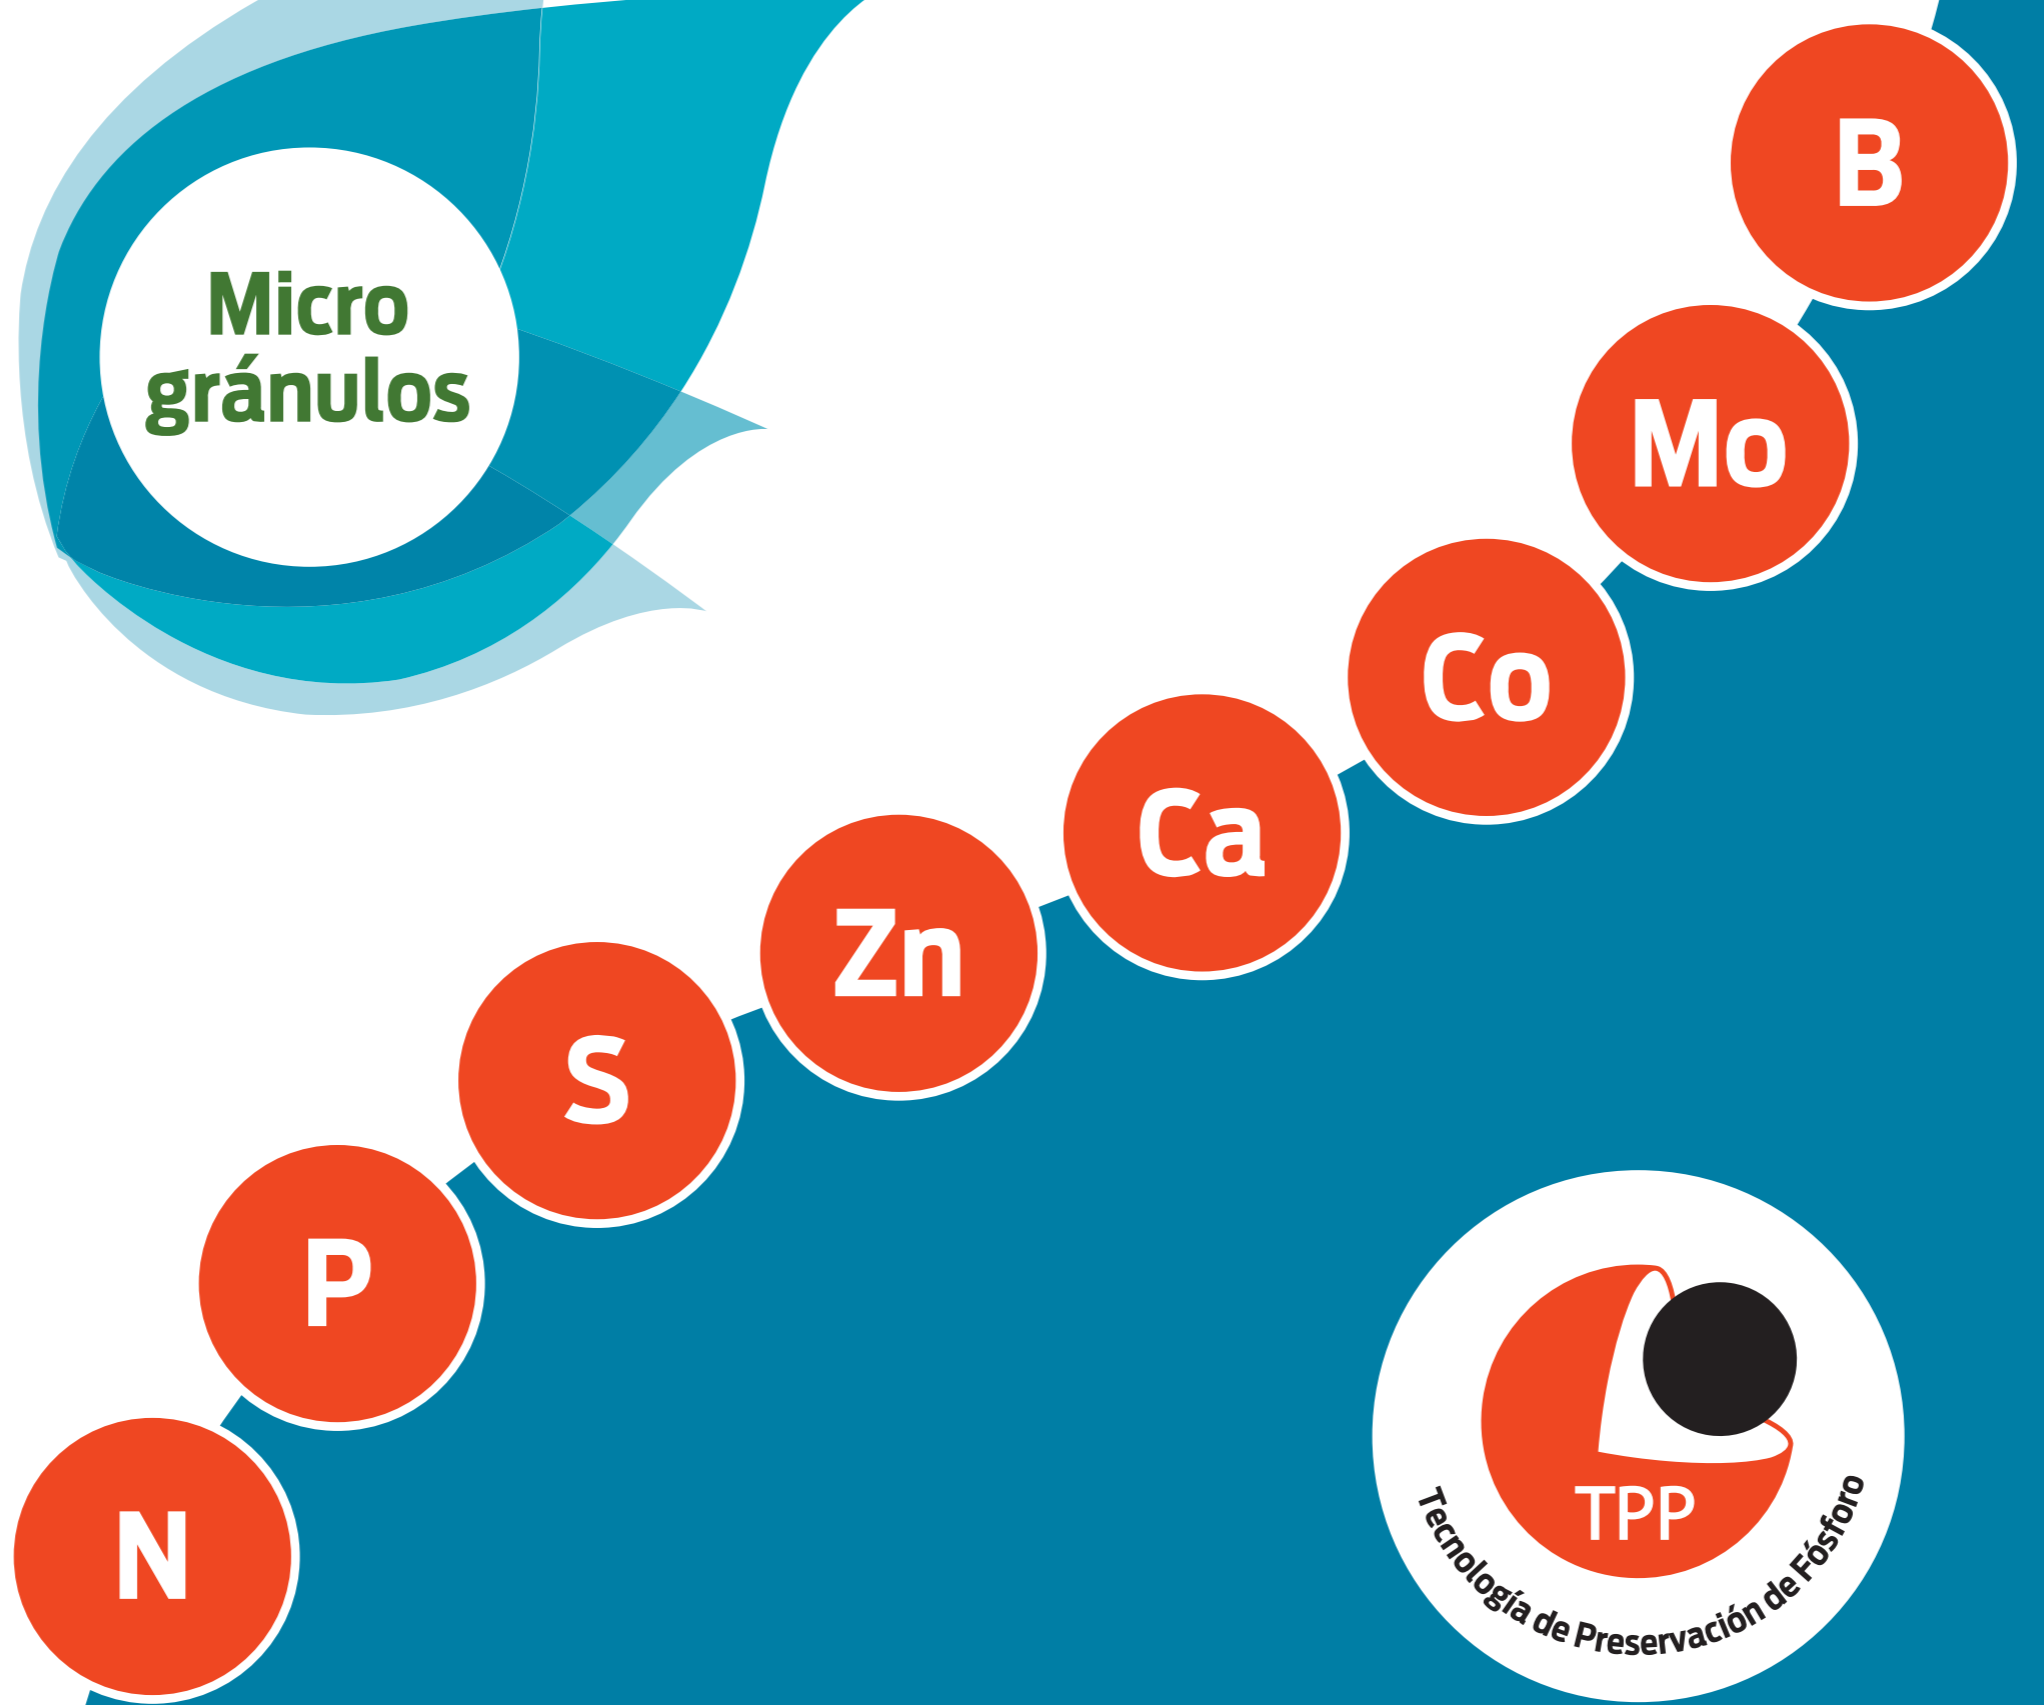 Micro
gránulos
B
Mo
Co
Ca
Zn
S
P
N
TPP
Tecnología de Preservación de Fósforo